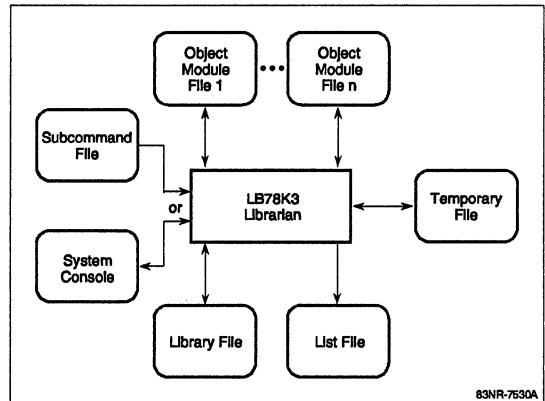 Object
Module
File 1
•••
Object
Module
File n
Subcommand
File
or
LB78K3
Librarian
Temporary
File
System
Console
Library File
List File
83NR-7530A